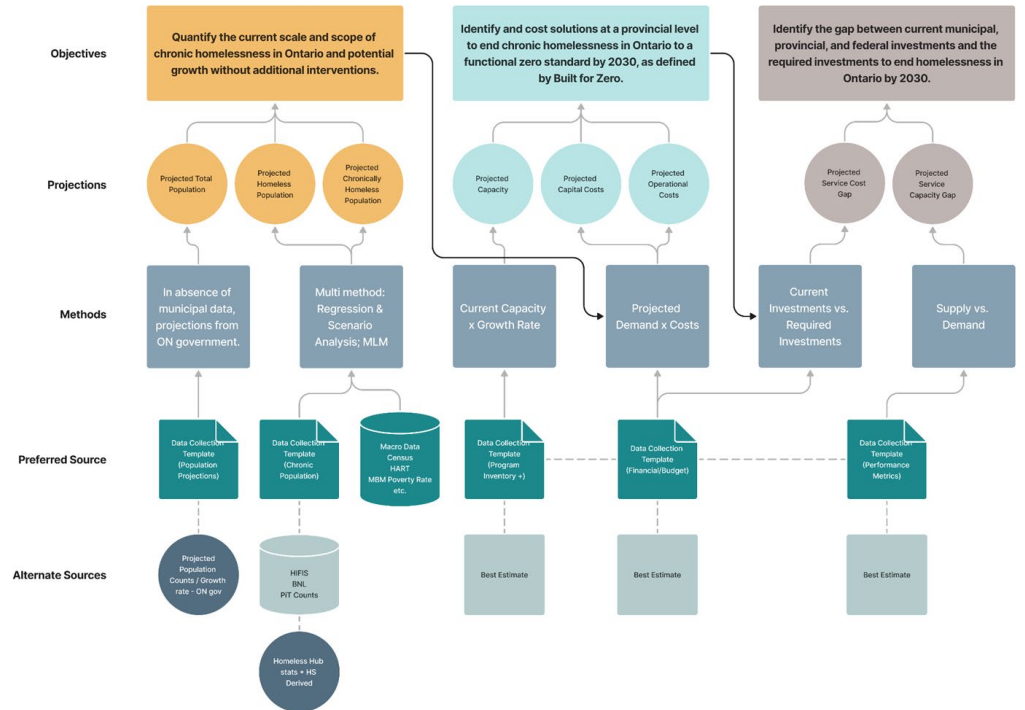 Objectives
Quantify the current scale and scope of
chronic homelessness in Ontario and potential
growth without additional interventions.
Identify and cost solutions at a provincial level
to end chronic homelessness in Ontario to a
functional zero standard by 2030, as defined
by Built for Zero.
Identify the gap between current municipal,
provincial, and federal investments and the
required investments to end homelessness in
Ontario by 2030.
Projections
Projected Total
Population
Projected
Homeless
Population
Projected
Chronically
Homeless
Population
Projected
Capacity
Projected
Capital Costs
Projected
Operational
Costs
Projected
Service Cost
Gap
Projected
Service
Capacity Gap
Methods
In absence of
municipal data,
projections from
ON government.
Multi method:
Regression &
Scenario
Analysis; MLM
Current Capacity
x Growth Rate
Projected
Demand x Costs
Current
Investments vs.
Required
Investments
Supply vs.
Demand
Preferred Source
Data Collection
Template
(Population
Projections)
Data Collection
Template
(Chronic
Population)
Macro Data
Census
HART
MBM Poverty Rate
etc.
Data Collection
Template
(Program
Inventory +)
Data Collection
Template
(Financial/Budget)
Data Collection
Template
(Performance
Metrics)
Alternate Sources
Projected
Population
Counts / Growth
rate - ON gov
HIFIS
BNL
PiT Counts
Best Estimate
Best Estimate
Best Estimate
Homeless Hub
stats + HS
Derived